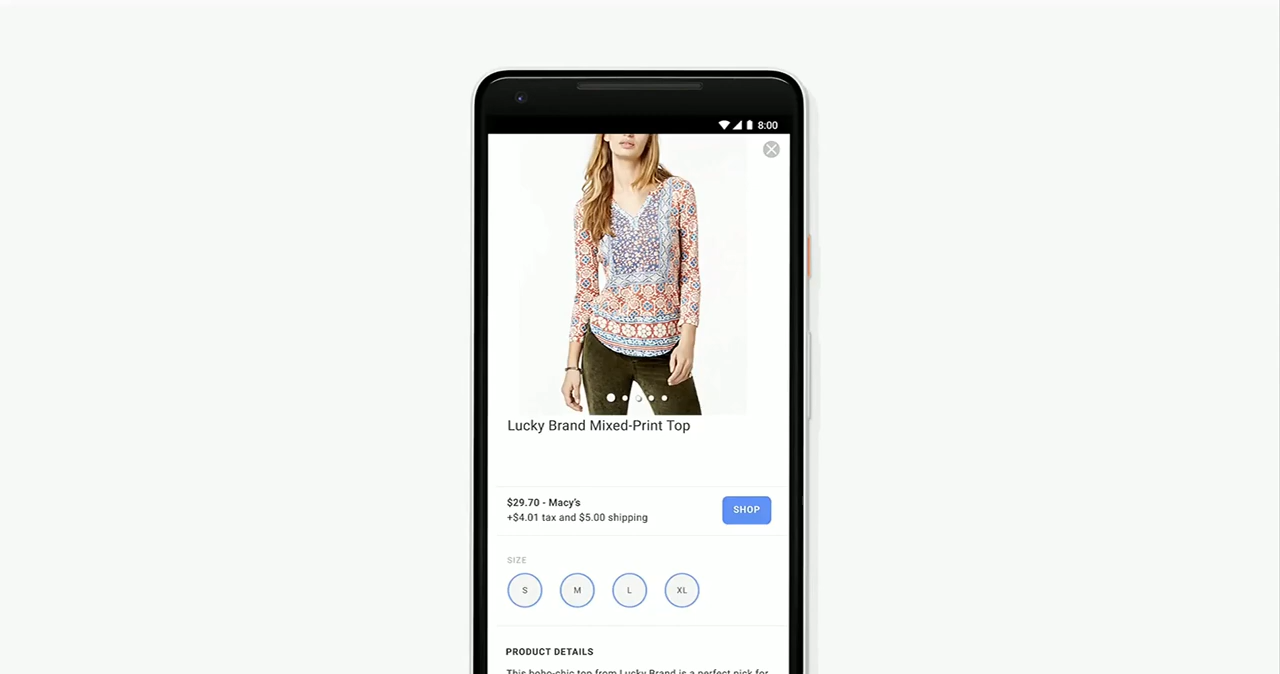 8:00
Lucky Brand Mixed-Print Top
$29.70 - Macy's
+$4.01 tax and $5.00 shipping
SHOP
SIZE
S M L XL
PRODUCT DETAILS
This boho-chic top from Lucky Brand is a perfect pick for